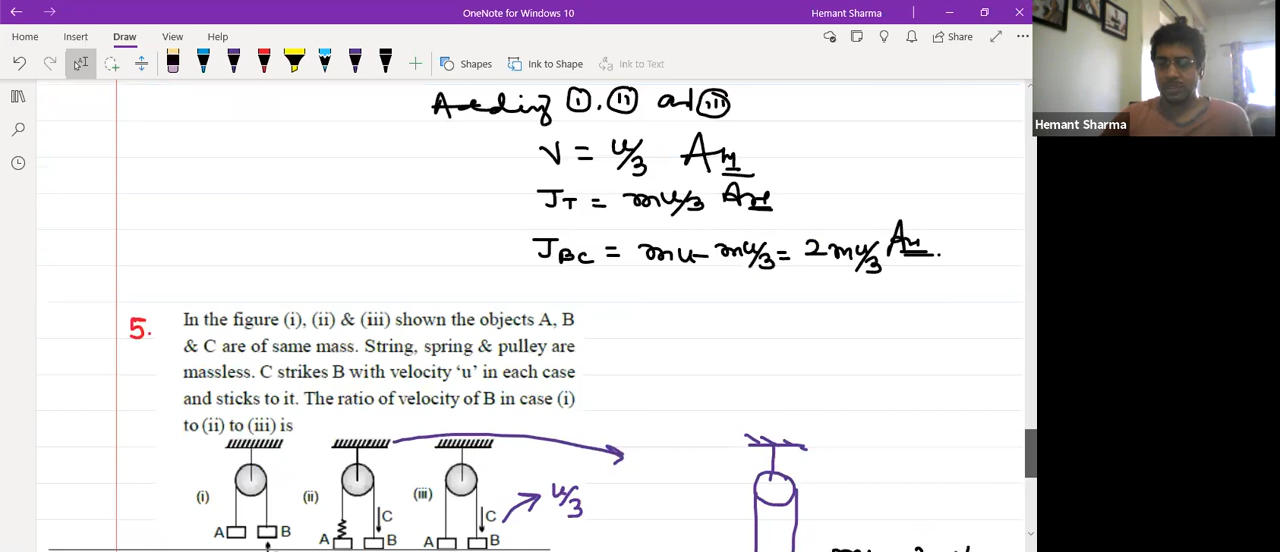 OneNote for Windows 10
Hemant Sharma
Home Insert Draw View Help
Share
Shapes Ink to Shape Ink to Text
Hemant Sharma
Adding (i), (ii) and (iii)
V = u/3 Ans
J_T = mu/3 Ans
J_BC = mu - mu/3 = 2mu/3 Ans.
5. In the figure (i), (ii) & (iii) shown the objects A, B
& C are of same mass. String, spring & pulley are
massless. C strikes B with velocity ‘u’ in each case
and sticks to it. The ratio of velocity of B in case (i)
to (ii) to (iii) is
(i) (ii) (iii) u/3
A B A C B A C B